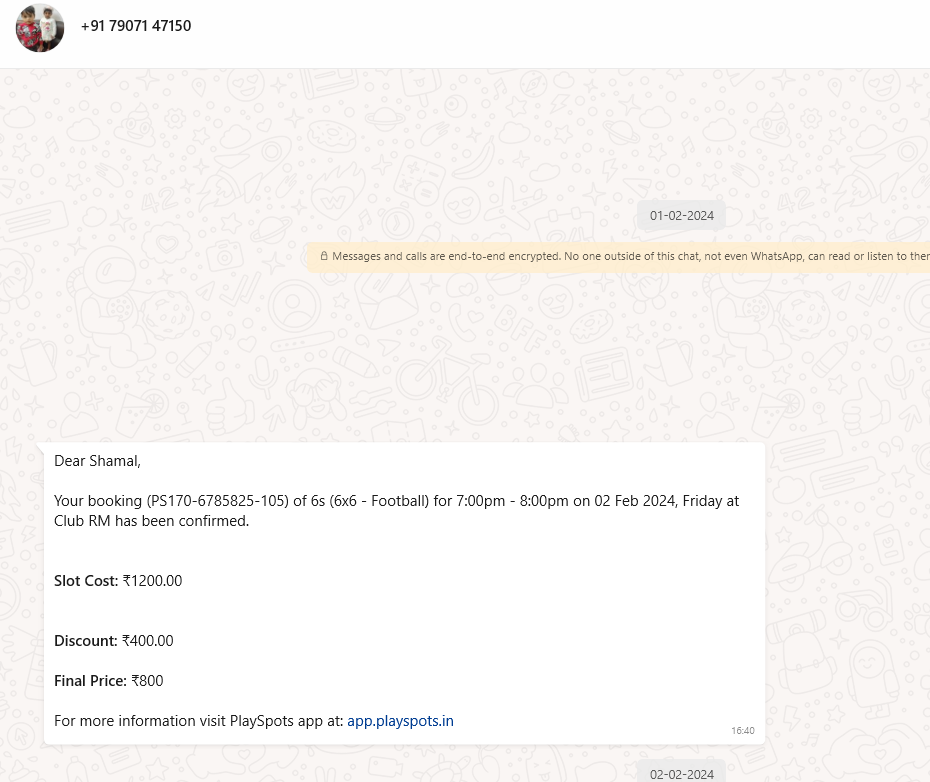 +91 79071 47150
01-02-2024
Messages and calls are end-to-end encrypted. No one outside of this chat, not even WhatsApp, can read or listen to
Dear Shamal,
Your booking (PS170-6785825-105) of 6s (6x6 - Football) for 7:00pm - 8:00pm on 02 Feb 2024, Friday at
Club RM has been confirmed.
Slot Cost: ₹1200.00
Discount: ₹400.00
Final Price: ₹800
For more information visit PlaySpots app at: app.playspots.in
16:40
02-02-2024